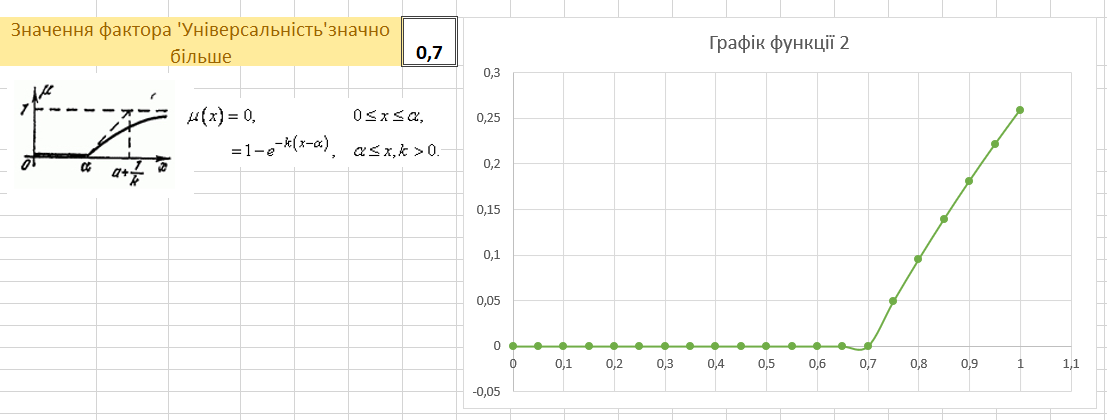 Значення фактора 'Універсальність'значно
більше
0,7
μ
1
0
a
a+1/k
x
μ(x) = 0, 0 ≤ x ≤ α,
=1−e^−k(x−α), α ≤ x, k > 0.
Графік функції 2
0,3
0,25
0,2
0,15
0,1
0,05
0
-0,05
0 0,1 0,2 0,3 0,4 0,5 0,6 0,7 0,8 0,9 1 1,1